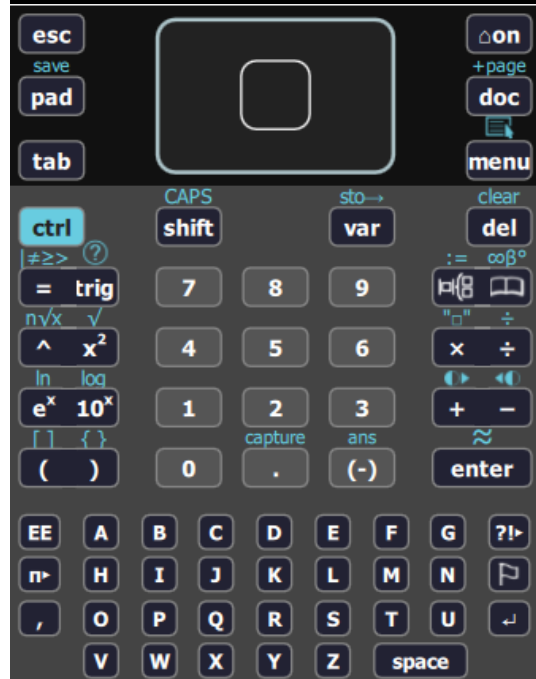 esc ⌂on
save +page
pad doc
tab menu
CAPS sto→ clear
ctrl shift var del
|≠≥> ? := ∞β°
= trig 7 8 9
n√x √ "□" ÷
^ x² 4 5 6 × ÷
ln log
eˣ 10ˣ 1 2 3 + −
[ ] { } capture ans ≈
( ) 0 . (-) enter
EE A B C D E F G ?!▸
π▸ H I J K L M N
, O P Q R S T U ↵
V W X Y Z space